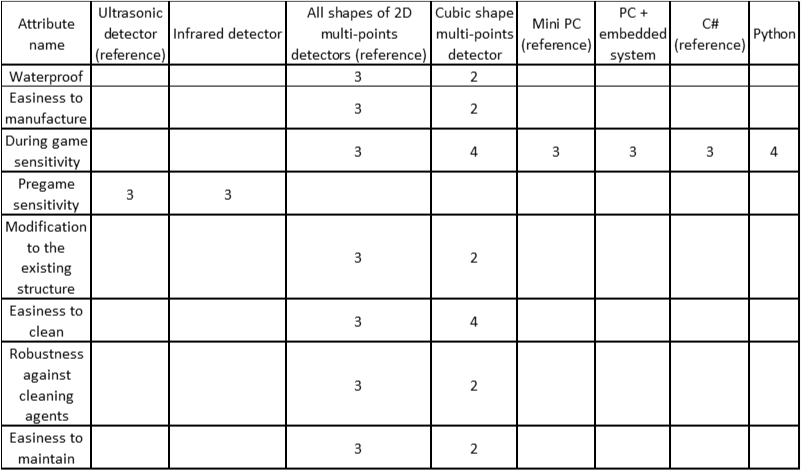 Attribute name
Ultrasonic detector (reference)
Infrared detector
All shapes of 2D multi-points detectors (reference)
Cubic shape multi-points detector
Mini PC (reference)
PC + embedded system
C# (reference)
Python
Waterproof 3 2
Easiness to manufacture 3 2
During game sensitivity 3 4 3 3 3 4
Pregame sensitivity 3 3
Modification to the existing structure 3 2
Easiness to clean 3 4
Robustness against cleaning agents 3 2
Easiness to maintain 3 2